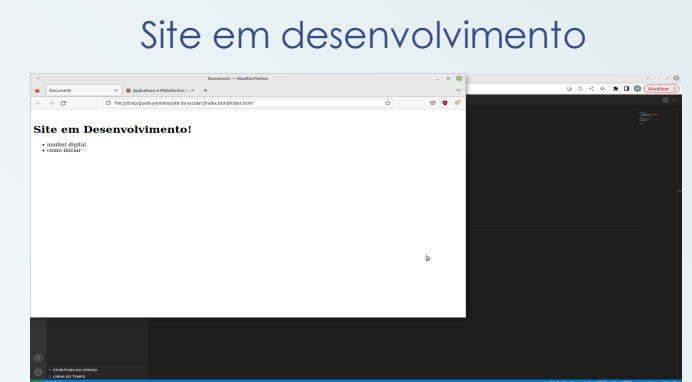 Site em desenvolvimento
Document — Mozilla Firefox
Document
Aplicativos e Plataformas
file:///tmp/guest-ymmbre/site da escola1/index.html/index.html
Atualizar
Site em Desenvolvimento!
market digital
como iniciar
ESTRUTURA DO CÓDIGO
LINHA DO TEMPO